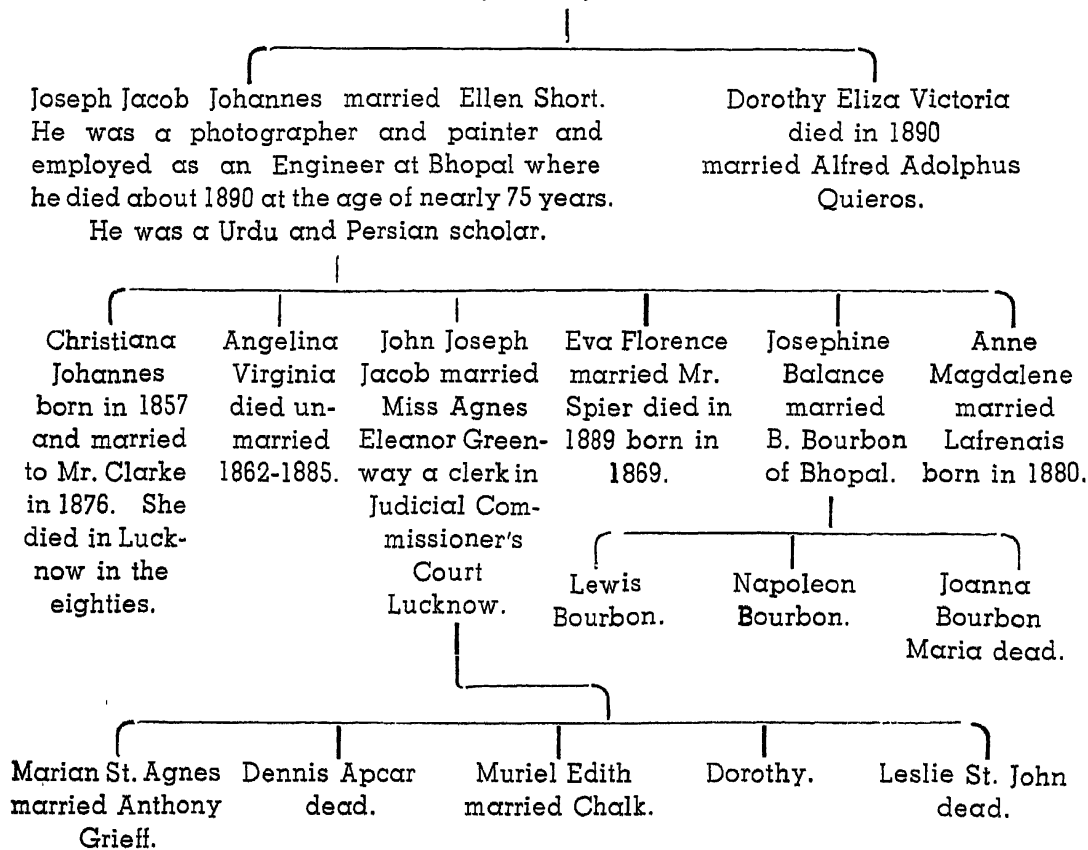 Joseph Jacob Johannes married Ellen Short.
He was a photographer and painter and
employed as an Engineer at Bhopal where
he died about 1890 at the age of nearly 75 years.
He was a Urdu and Persian scholar.
Dorothy Eliza Victoria
died in 1890
married Alfred Adolphus
Quieros.
Christiana
Johannes
born in 1857
and married
to Mr. Clarke
in 1876. She
died in Luck-
now in the
eighties.
Angelina
Virginia
died un-
married
1862-1885.
John Joseph
Jacob married
Miss Agnes
Eleanor Green-
way a clerk in
Judicial Com-
missioner's
Court
Lucknow.
Eva Florence
married Mr.
Spier died in
1889 born in
1869.
Josephine
Balance
married
B. Bourbon
of Bhopal.
Anne
Magdalene
married
Lafrenais
born in 1880.
Lewis
Bourbon.
Napoleon
Bourbon.
Joanna
Bourbon
Maria dead.
Marian St. Agnes
married Anthony
Grieff.
Dennis Apcar
dead.
Muriel Edith
married Chalk.
Dorothy.
Leslie St. John
dead.